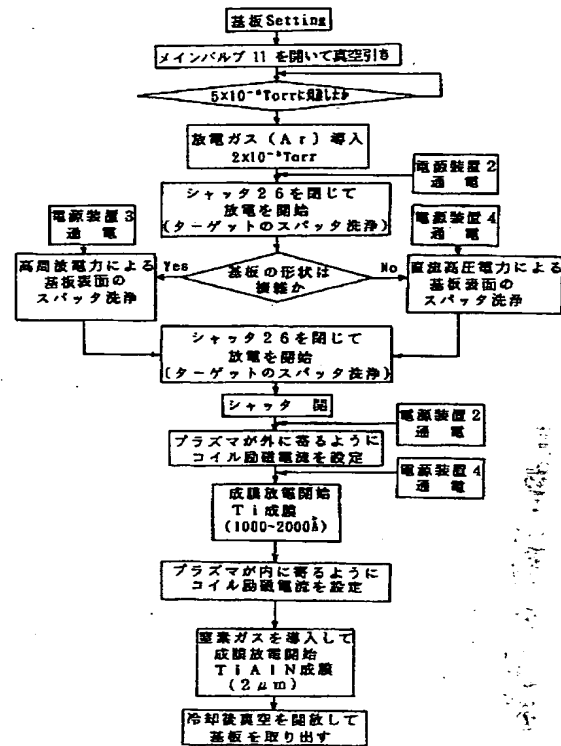 基板Setting
メインバルブ 11 を開いて真空引き
Torrに到達したか
放電ガス (Ar) 導入
電源装置2
通電
シャッタ26を閉じて
放電を開始
(ターゲットのスパッタ洗浄)
電源装置3
通電
電源装置4
通電
高周波電力による
基板表面の
スパッタ洗浄
Yes
基板の形状は
複雑か
No
直流高圧電力による
基板表面の
スパッタ洗浄
シャッタ26を閉じて
放電を開始
(ターゲットのスパッタ洗浄)
シャッタ 開
電源装置2
通電
プラズマが外に寄るように
コイル励磁電流を設定
電源装置4
通電
成膜放電開始
Ti成膜
(1000~2000Å)
プラズマが内に寄るように
コイル励磁電流を設定
窒素ガスを導入して
成膜放電開始
TiAlN成膜
(2μm)
冷却後真空を開放して
基板を取り出す